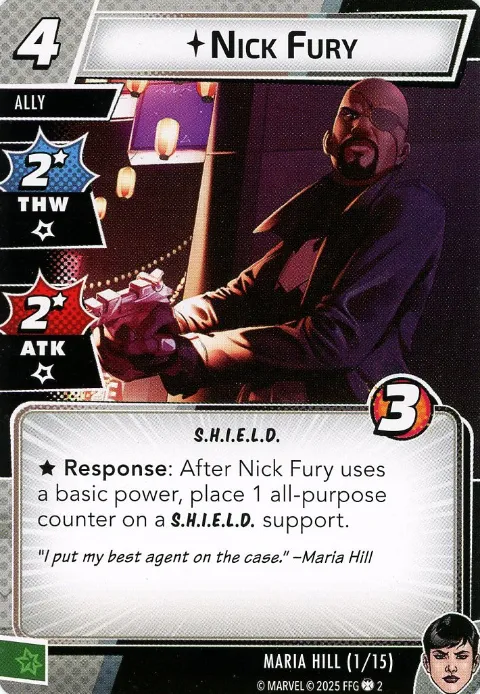 4
Nick Fury
ALLY
2
THW
2
ATK
3
S.H.I.E.L.D.
★ Response: After Nick Fury uses
a basic power, place 1 all-purpose
counter on a S.H.I.E.L.D. support.
"I put my best agent on the case." –Maria Hill
MARIA HILL (1/15)
© MARVEL © 2025 FFG 2